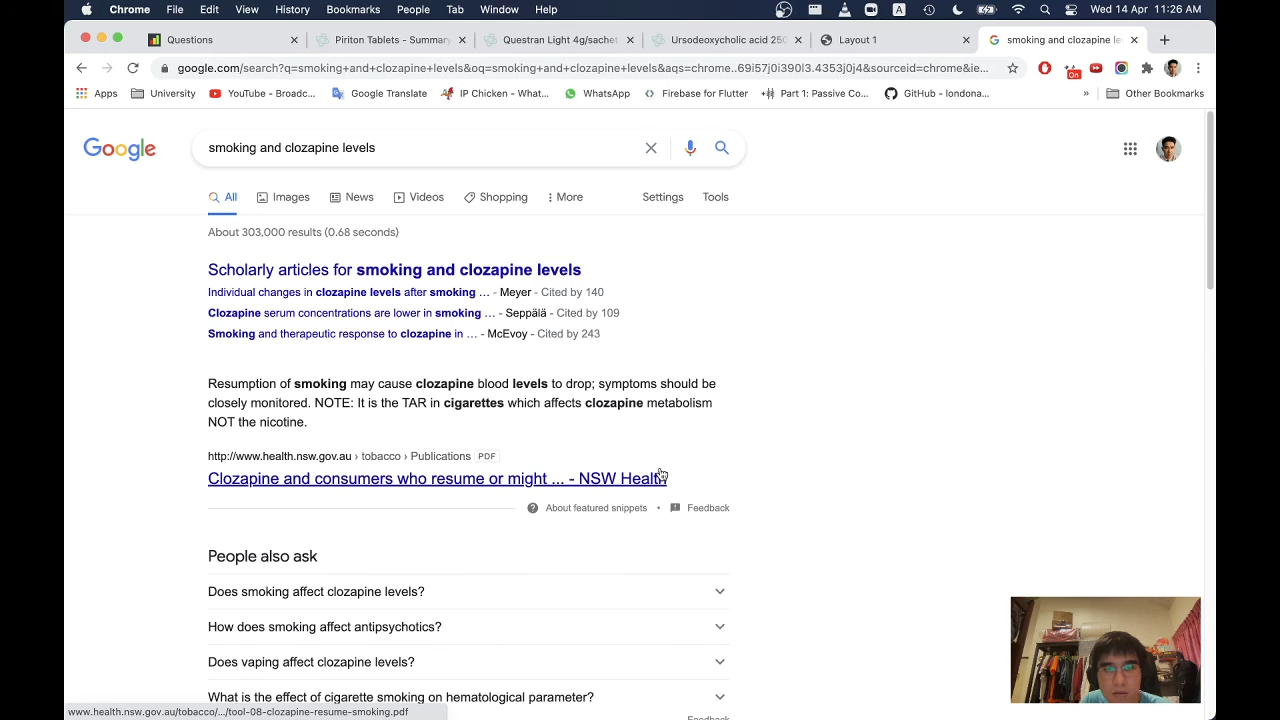 Chrome File Edit View History Bookmarks People Tab Window Help A Wed 14 Apr 11:26 AM
Questions Piriton Tablets - Summary Questran Light 4g/sachet Ursodeoxycholic acid 250 smoking and clozapine le
google.com/search?q=smoking+and+clozapine+levels&oq=smoking+and+clozapine+levels&aqs=chrome..69i57j0i390l3.4353j0j4&sourceid=chrome&ie... On
Apps University YouTube - Broadc... Google Translate IP Chicken - What... WhatsApp Firebase for Flutter Part 1: Passive Co... GitHub - londona... » Other Bookmarks
Google smoking and clozapine levels
All Images News Videos Shopping More Settings Tools
About 303,000 results (0.68 seconds)
Scholarly articles for smoking and clozapine levels
Individual changes in clozapine levels after smoking … - Meyer - Cited by 140
Clozapine serum concentrations are lower in smoking … - Seppälä - Cited by 109
Smoking and therapeutic response to clozapine in … - McEvoy - Cited by 243
Resumption of smoking may cause clozapine blood levels to drop; symptoms should be
closely monitored. NOTE: It is the TAR in cigarettes which affects clozapine metabolism
NOT the nicotine.
http://www.health.nsw.gov.au › tobacco › Publications PDF
Clozapine and consumers who resume or might ... - NSW Health
About featured snippets • Feedback
People also ask
Does smoking affect clozapine levels?
How does smoking affect antipsychotics?
Does vaping affect clozapine levels?
What is the effect of cigarette smoking on hematological parameter?
www.health.nsw.gov.au/tobacco/.../tool-08-clozapine-resume-smoking.pdf
Feedback